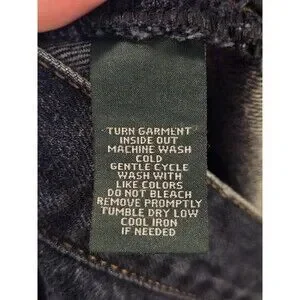 TURN GARMENT
INSIDE OUT
MACHINE WASH
COLD
GENTLE CYCLE
WASH WITH
LIKE COLORS
DO NOT BLEACH
REMOVE PROMPTLY
TUMBLE DRY LOW
COOL IRON
IF NEEDED